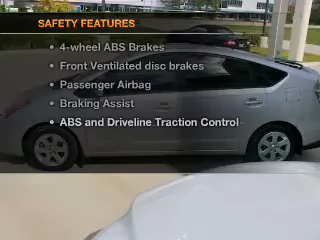 SAFETY FEATURES
4-wheel ABS Brakes
Front Ventilated disc brakes
Passenger Airbag
Braking Assist
ABS and Driveline Traction Control